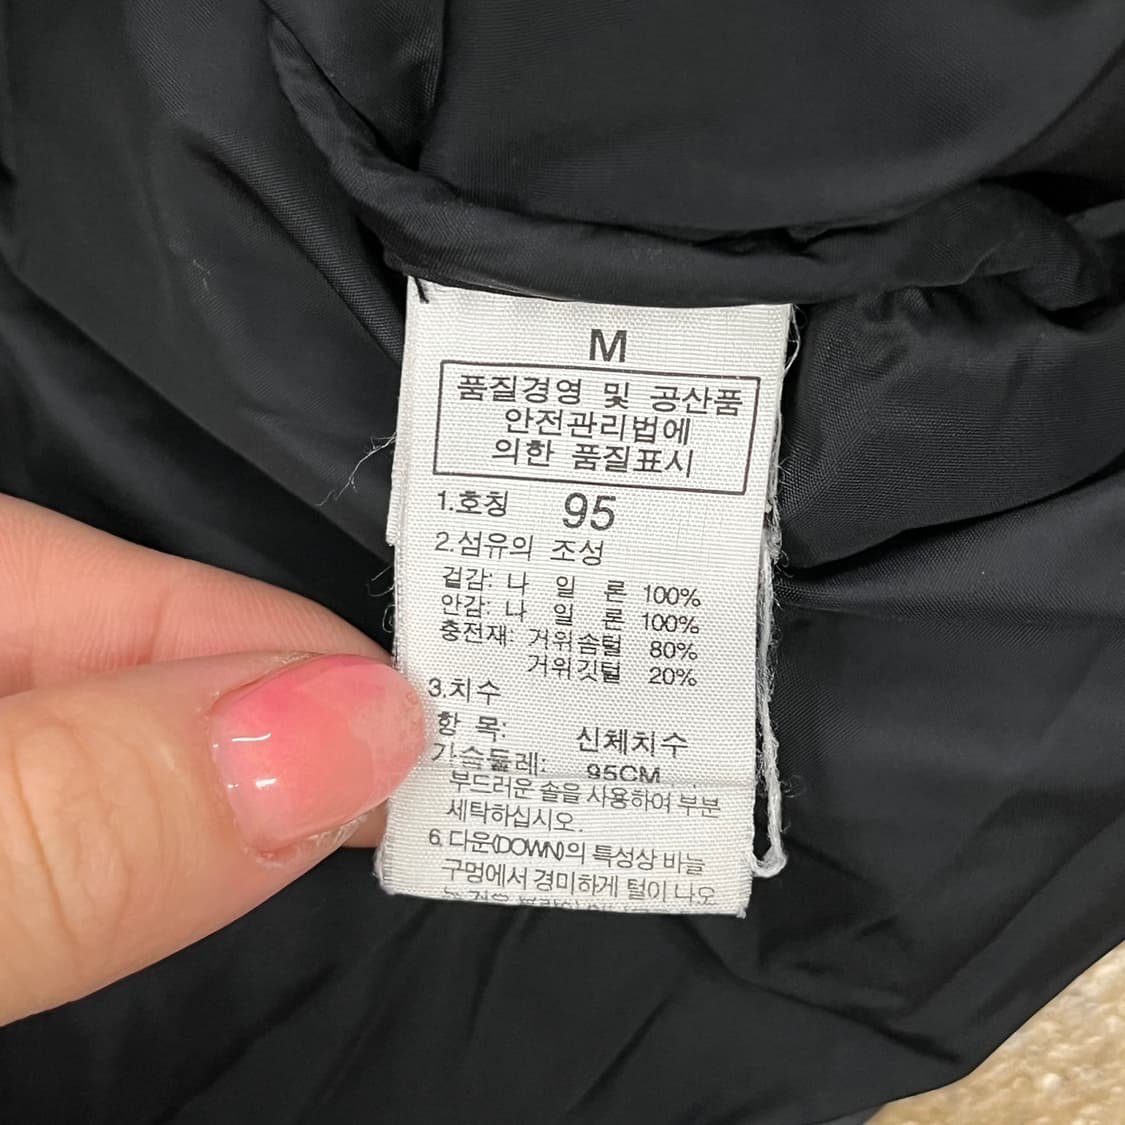 M
품질경영 및 공산품
안전관리법에
의한 품질표시
1.호칭 95
2.섬유의 조성
겉감: 나 일 론 100%
안감: 나 일 론 100%
충전재: 거위솜털 80%
거위깃털 20%
3.치수
항 목: 신체치수
가슴둘레: 95CM
부드러운 솔을 사용하여 부분
세탁하십시오.
6. 다운(DOWN)의 특성상 바늘
구멍에서 경미하게 털이 나오
는 것은